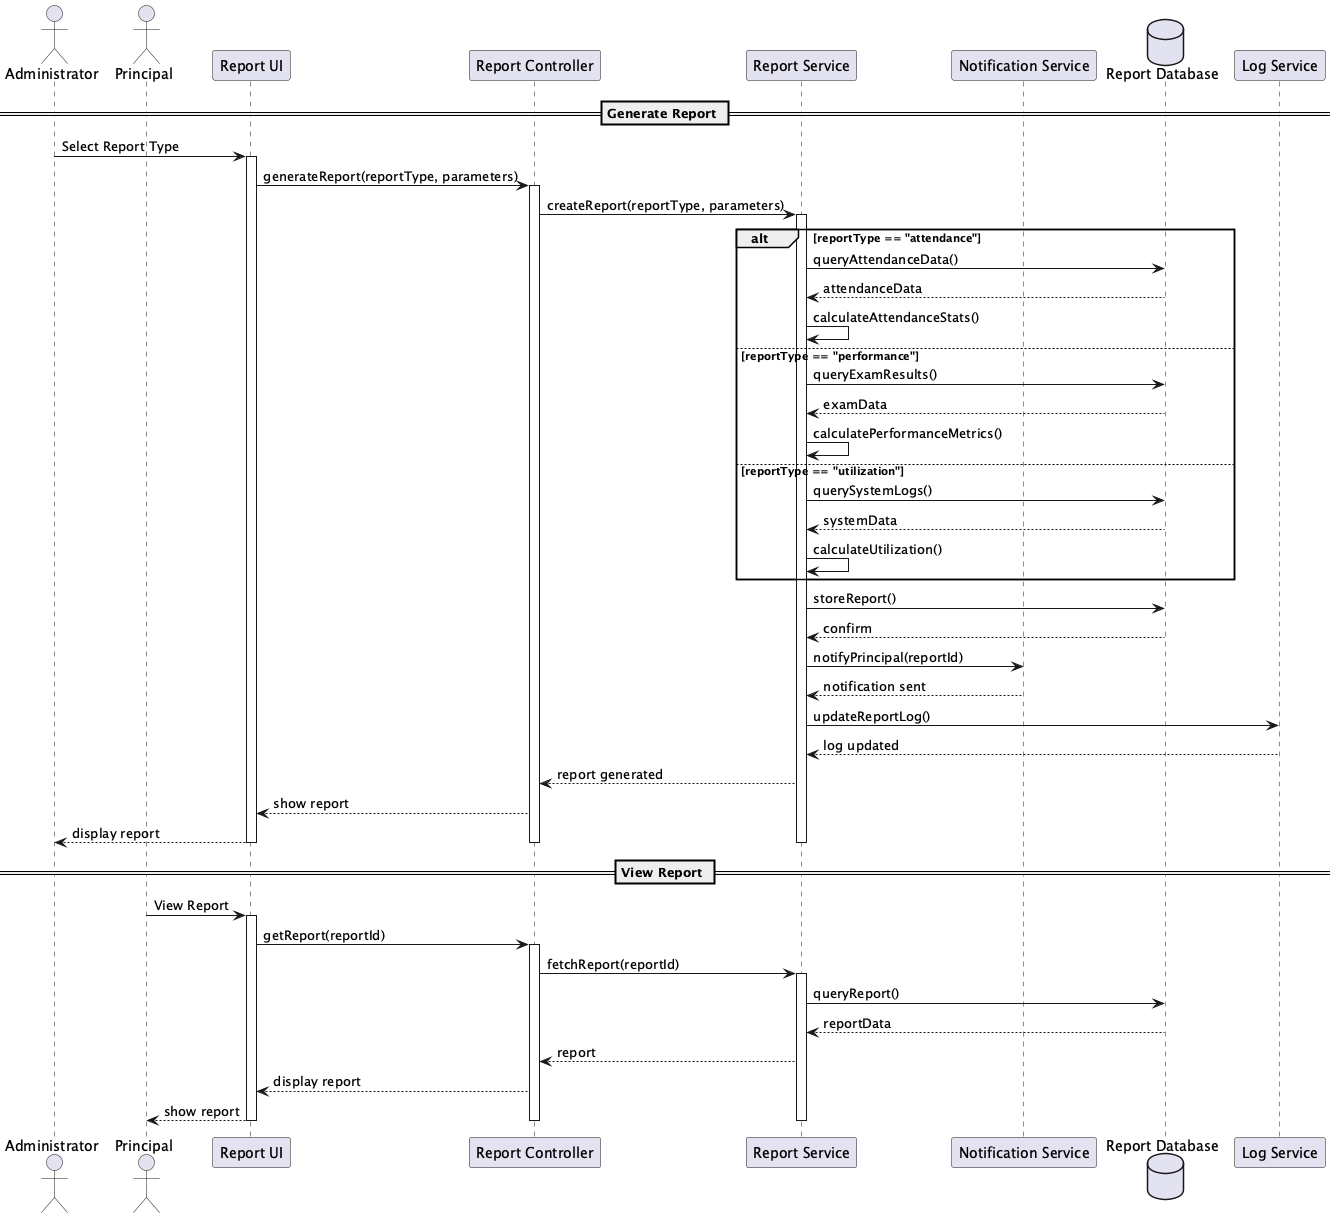 Administrator
Principal
Report UI
Report Controller
Report Service
Notification Service
Report Database
Log Service
Generate Report
Select Report Type
generateReport(reportType, parameters)
createReport(reportType, parameters)
alt
[reportType == "attendance"]
queryAttendanceData()
attendanceData
calculateAttendanceStats()
[reportType == "performance"]
queryExamResults()
examData
calculatePerformanceMetrics()
[reportType == "utilization"]
querySystemLogs()
systemData
calculateUtilization()
storeReport()
confirm
notifyPrincipal(reportId)
notification sent
updateReportLog()
log updated
report generated
show report
display report
View Report
View Report
getReport(reportId)
fetchReport(reportId)
queryReport()
reportData
report
display report
show report
Administrator
Principal
Report UI
Report Controller
Report Service
Notification Service
Report Database
Log Service